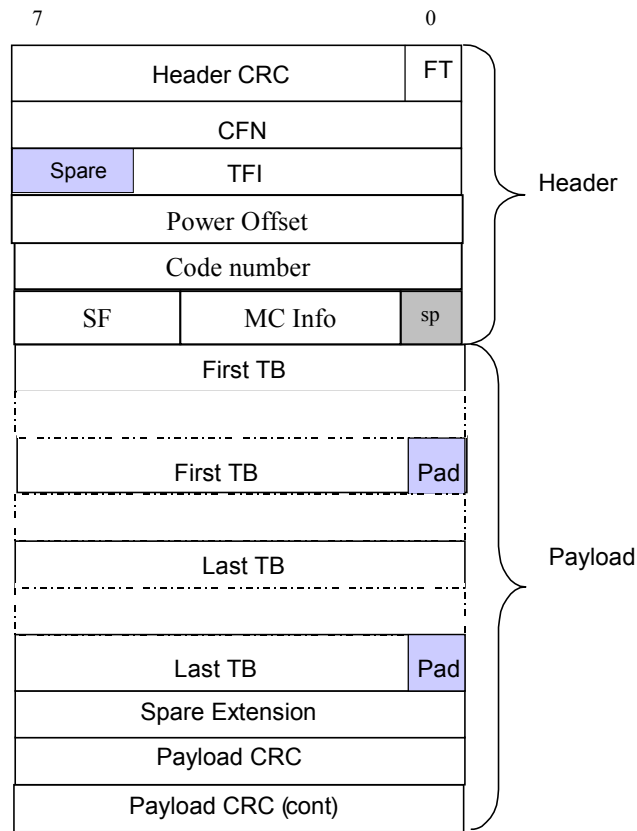 7 0
Header CRC FT
CFN
Spare TFI
Header
Power Offset
Code number
SF MC Info sp
First TB
First TB Pad
Last TB
Payload
Last TB Pad
Spare Extension
Payload CRC
Payload CRC (cont)